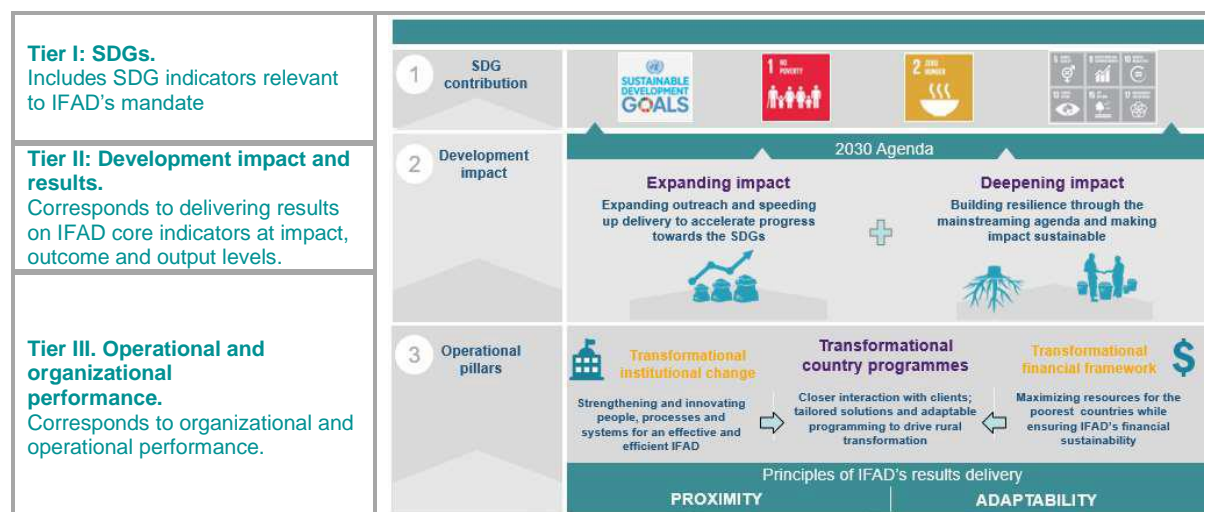 Tier I: SDGs.
Includes SDG indicators relevant
to IFAD's mandate
Tier II: Development impact and
results.
Corresponds to delivering results
on IFAD core indicators at impact,
outcome and output levels.
Tier III. Operational and
organizational
performance.
Corresponds to organizational and
operational performance.
1
SDG
contribution
SUSTAINABLE
DEVELOPMENT
GOALS
1 NO
POVERTY
2 ZERO
HUNGER
2
Development
impact
2030 Agenda
Expanding impact
Expanding outreach and speeding
up delivery to accelerate progress
towards the SDGs
Deepening impact
Building resilience through the
mainstreaming agenda and making
impact sustainable
3
Operational
pillars
Transformational
institutional change
Strengthening and innovating
people, processes and
systems for an effective and
efficient IFAD
Transformational
country programmes
Closer interaction with clients;
tailored solutions and adaptable
programming to drive rural
transformation
Transformational
financial framework
$
Maximizing resources for the
poorest countries while
ensuring IFAD's financial
sustainability
Principles of IFAD's results delivery
PROXIMITY
ADAPTABILITY